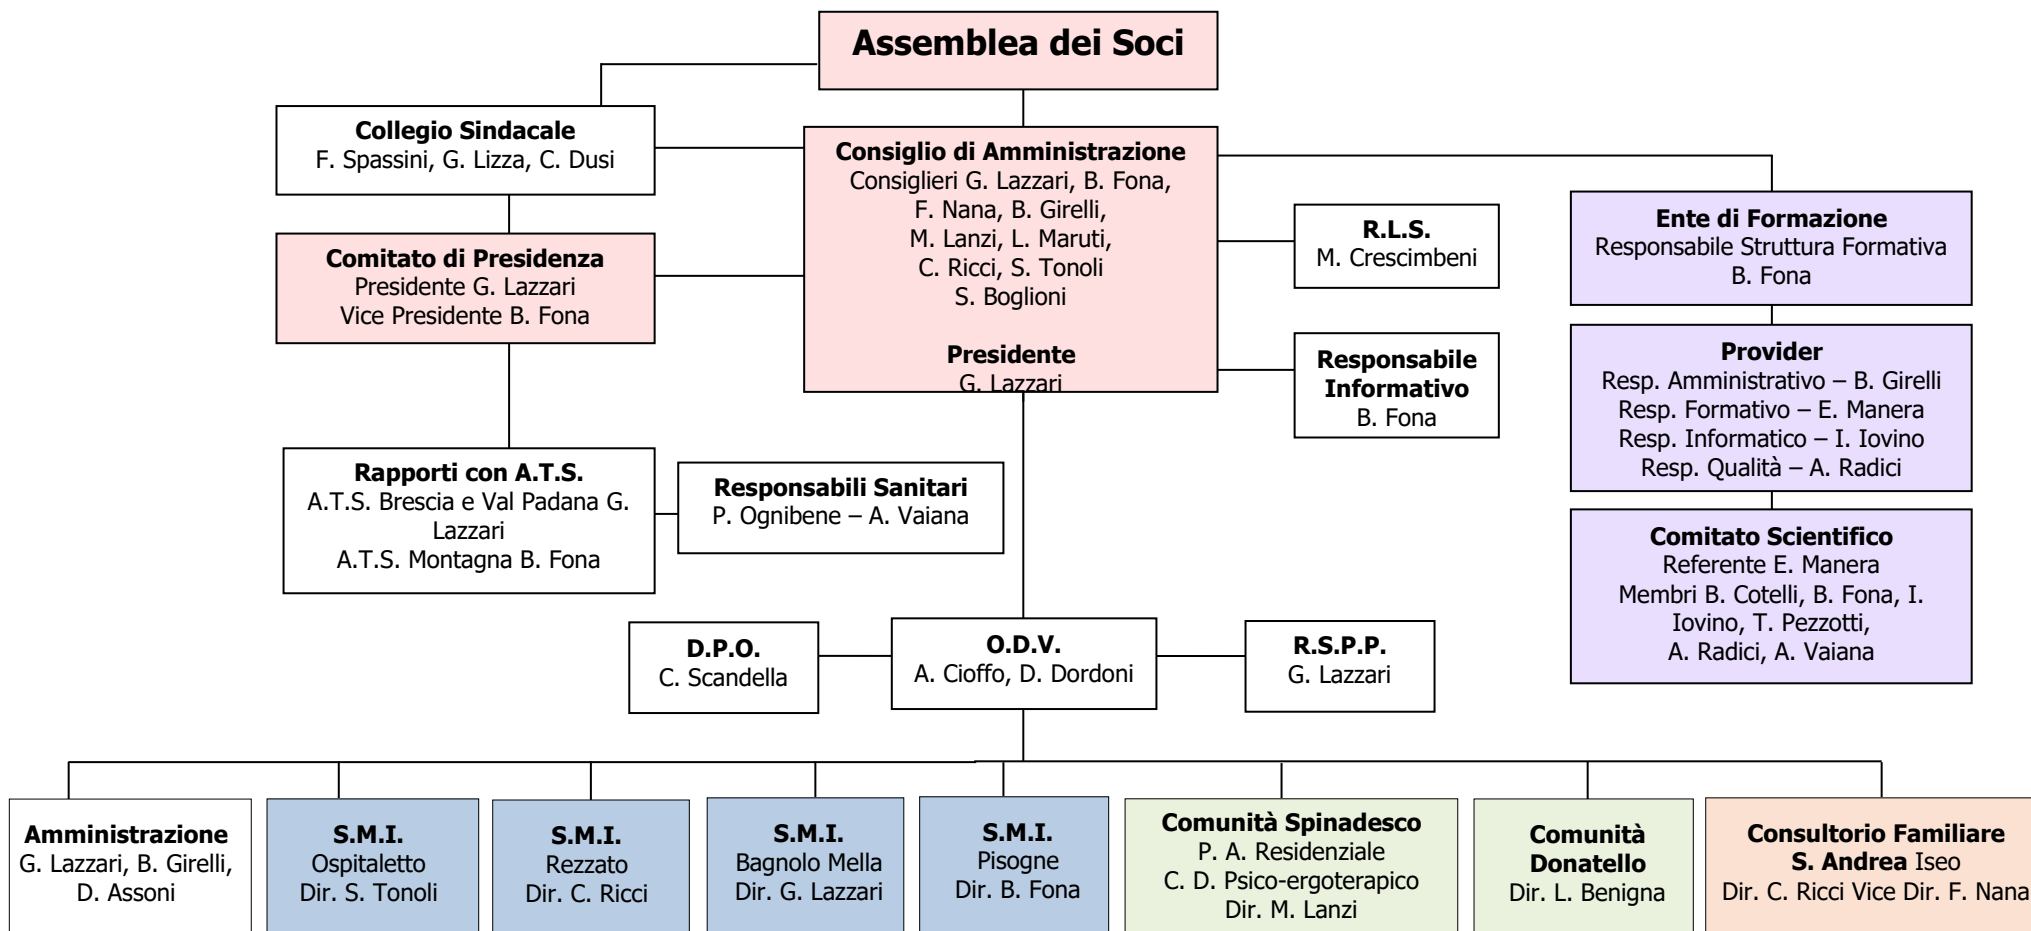 Assemblea dei Soci
Collegio Sindacale
F. Spassini, G. Lizza, C. Dusi
Consiglio di Amministrazione
Consiglieri G. Lazzari, B. Fona,
F. Nana, B. Girelli,
M. Lanzi, L. Maruti,
C. Ricci, S. Tonoli
S. Boglioni
Presidente
G. Lazzari
Comitato di Presidenza
Presidente G. Lazzari
Vice Presidente B. Fona
R.L.S.
M. Crescimbeni
Responsabile
Informativo
B. Fona
Ente di Formazione
Responsabile Struttura Formativa
B. Fona
Provider
Resp. Amministrativo – B. Girelli
Resp. Formativo – E. Manera
Resp. Informatico – I. Iovino
Resp. Qualità – A. Radici
Comitato Scientifico
Referente E. Manera
Membri B. Cotelli, B. Fona, I.
Iovino, T. Pezzotti,
A. Radici, A. Vaiana
Rapporti con A.T.S.
A.T.S. Brescia e Val Padana G.
Lazzari
A.T.S. Montagna B. Fona
Responsabili Sanitari
P. Ognibene – A. Vaiana
D.P.O.
C. Scandella
O.D.V.
A. Cioffo, D. Dordoni
R.S.P.P.
G. Lazzari
Amministrazione
G. Lazzari, B. Girelli,
D. Assoni
S.M.I.
Ospitaletto
Dir. S. Tonoli
S.M.I.
Rezzato
Dir. C. Ricci
S.M.I.
Bagnolo Mella
Dir. G. Lazzari
S.M.I.
Pisogne
Dir. B. Fona
Comunità Spinadesco
P. A. Residenziale
C. D. Psico-ergoterapico
Dir. M. Lanzi
Comunità
Donatello
Dir. L. Benigna
Consultorio Familiare
S. Andrea Iseo
Dir. C. Ricci Vice Dir. F. Nana